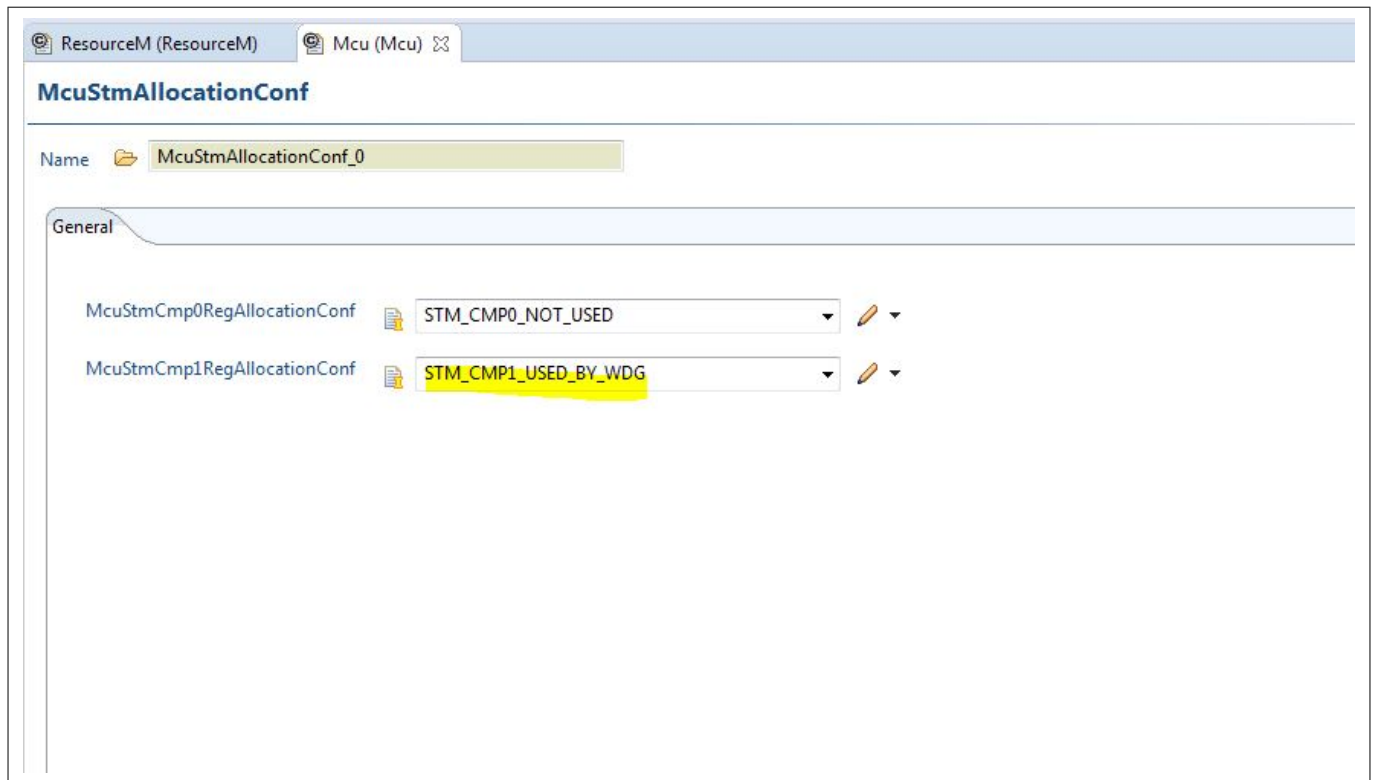 ResourceM (ResourceM) Mcu (Mcu)
McuStmAllocationConf
Name McuStmAllocationConf_0
General
McuStmCmp0RegAllocationConf STM_CMP0_NOT_USED
McuStmCmp1RegAllocationConf STM_CMP1_USED_BY_WDG